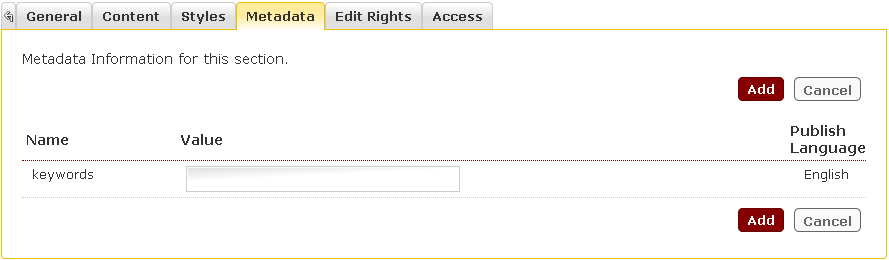 General Content Styles Metadata Edit Rights Access
Metadata Information for this section.
Add Cancel
Name Value Publish Language
keywords English
Add Cancel